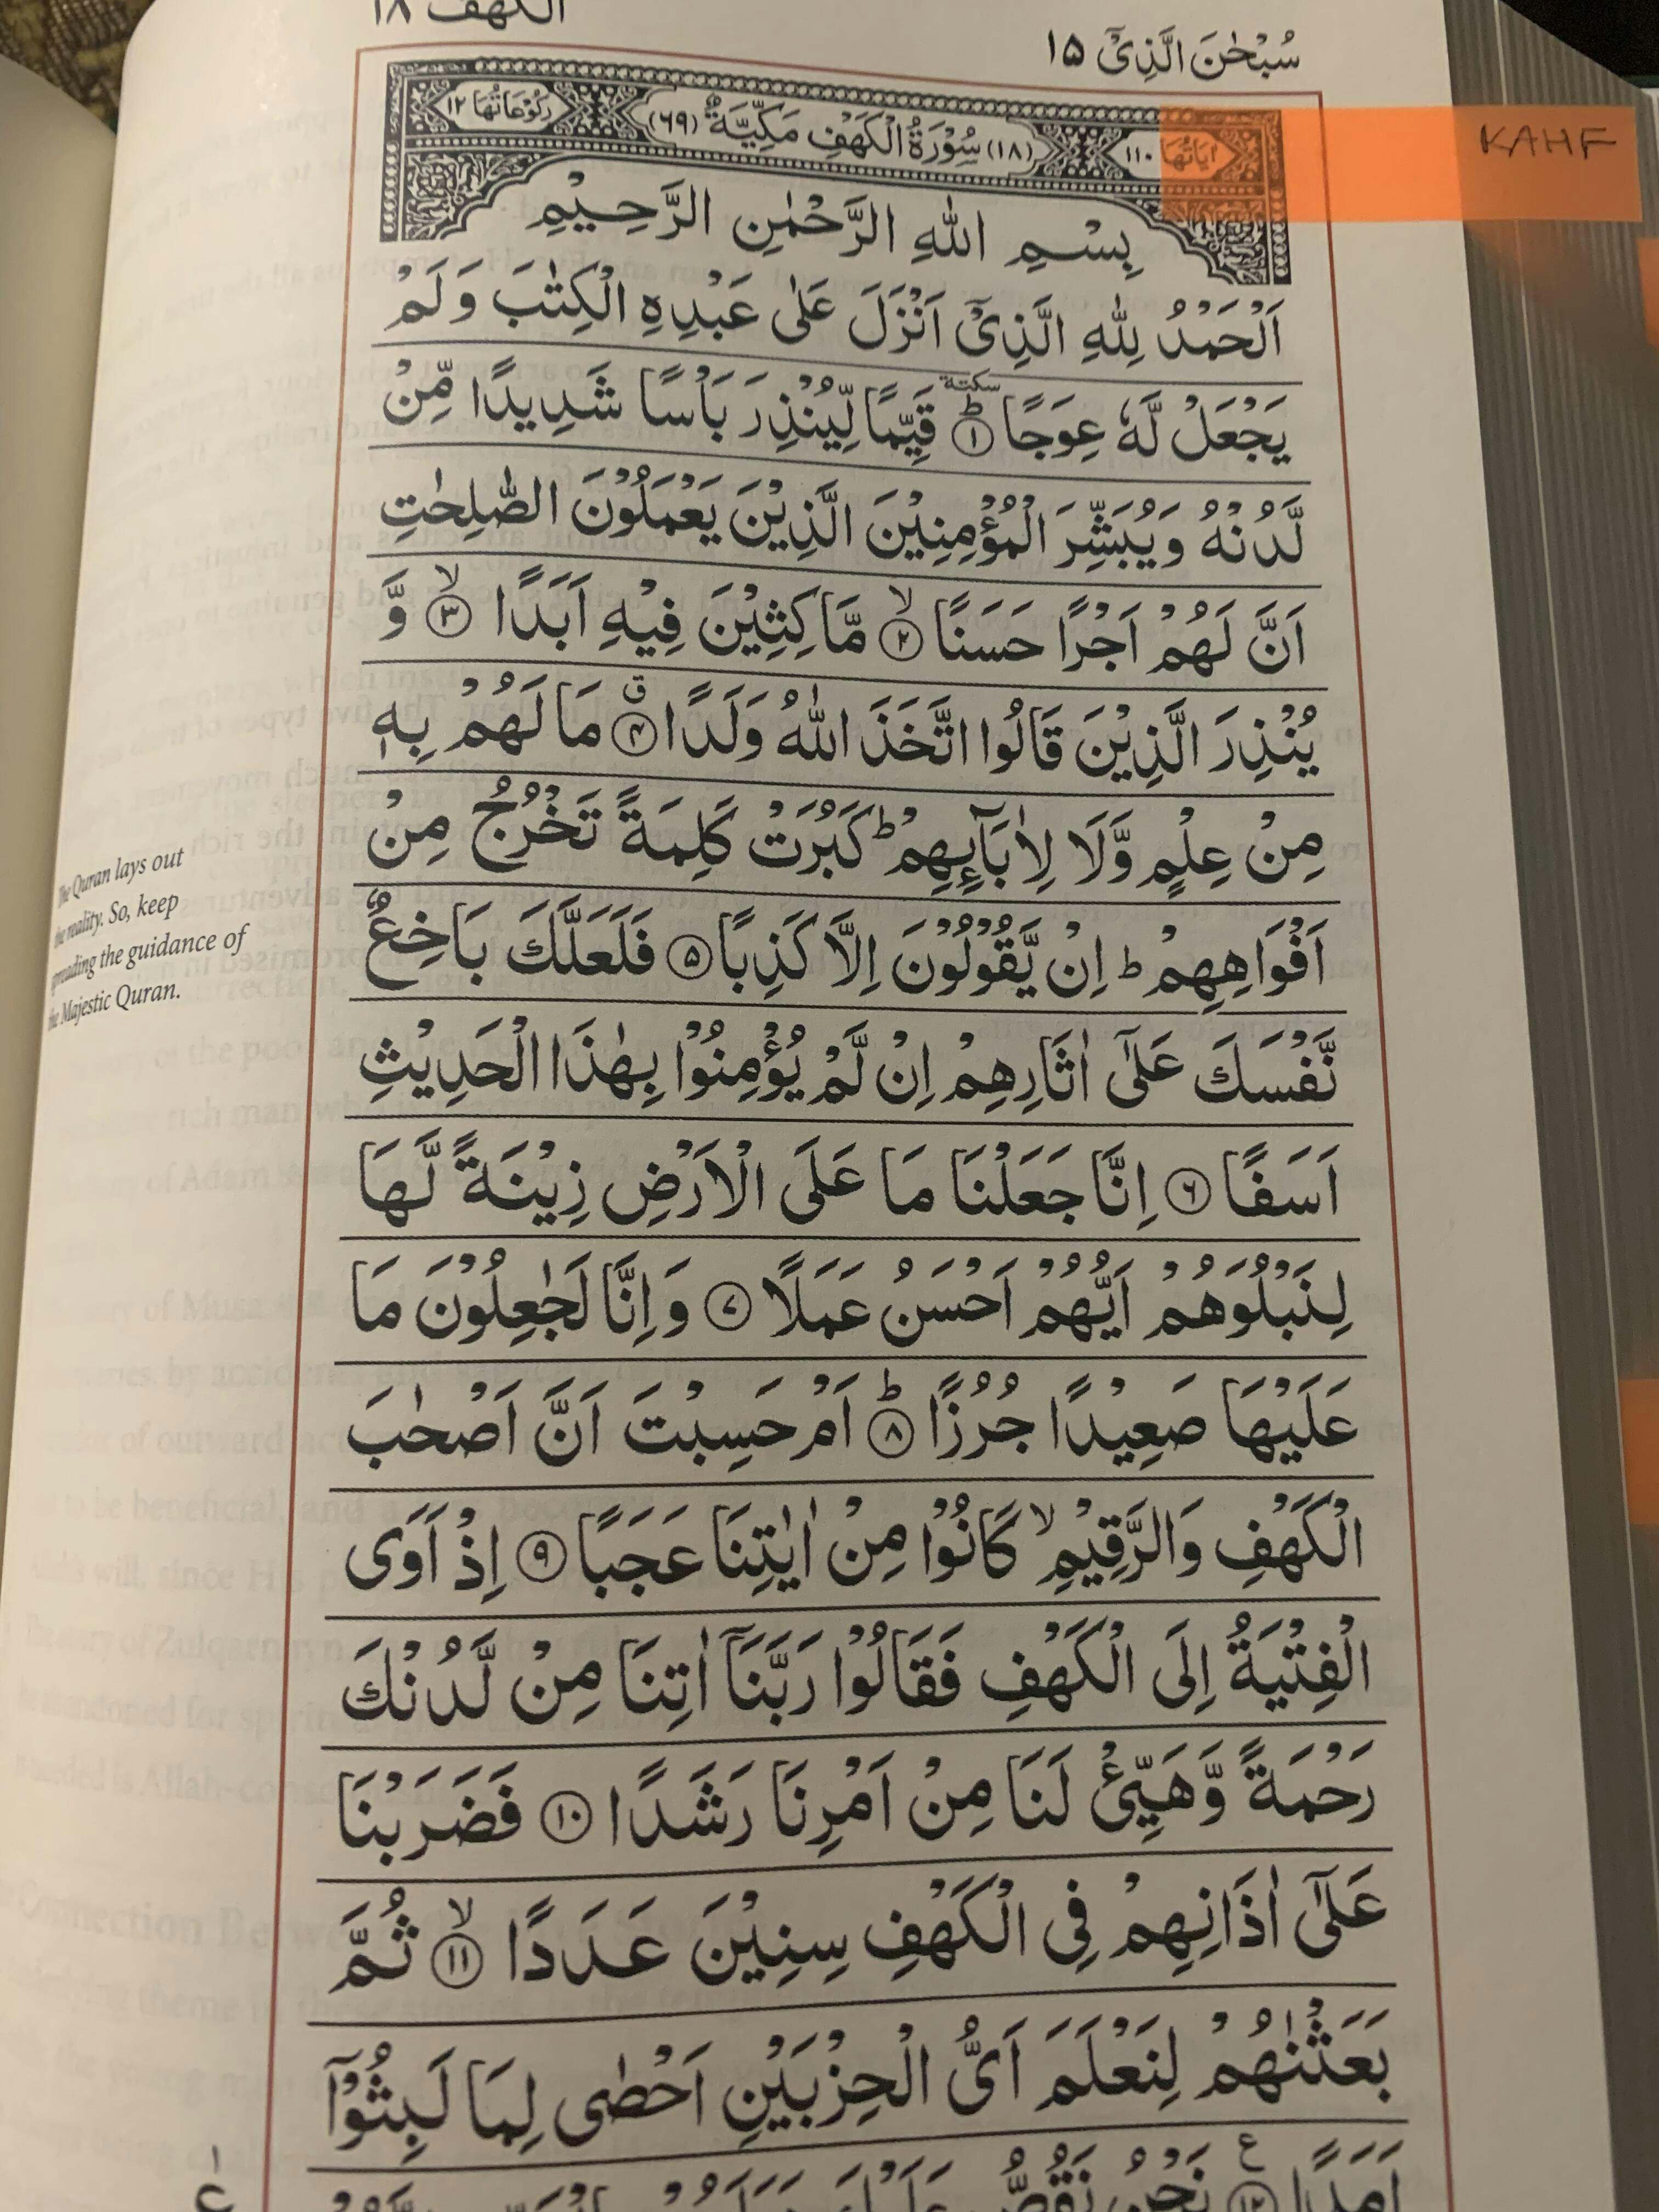 الكهف ١٨
سُبْحٰنَ الَّذِىْٓ ١٥
KAHF
اٰيَاتُهَا ١١٠ (١٨) سُوْرَةُ الْكَهْفِ مَكِّيَّةٌ (٦٩) رُكُوْعَاتُهَا ١٢
بِسْمِ اللّٰهِ الرَّحْمٰنِ الرَّحِيْمِ
اَلْحَمْدُ لِلّٰهِ الَّذِىْٓ اَنْزَلَ عَلٰى عَبْدِهِ الْكِتٰبَ وَلَمْ
يَجْعَلْ لَّهٗ عِوَجًا ؕ سكتة ﴿١﴾ قَيِّمًا لِّيُنْذِرَ بَاْسًا شَدِيْدًا مِّنْ
لَّدُنْهُ وَيُبَشِّرَ الْمُؤْمِنِيْنَ الَّذِيْنَ يَعْمَلُوْنَ الصّٰلِحٰتِ
اَنَّ لَهُمْ اَجْرًا حَسَنًا ۙ﴿٢﴾ مَّاكِثِيْنَ فِيْهِ اَبَدًا ۙ﴿٣﴾ وَّ
يُنْذِرَ الَّذِيْنَ قَالُوا اتَّخَذَ اللّٰهُ وَلَدًا ق ﴿٤﴾ مَا لَهُمْ بِهٖ
مِنْ عِلْمٍ وَّلَا لِاٰبَآئِهِمْ ؕ كَبُرَتْ كَلِمَةً تَخْرُجُ مِنْ
اَفْوَاهِهِمْ ؕ اِنْ يَّقُوْلُوْنَ اِلَّا كَذِبًا ﴿٥﴾ فَلَعَلَّكَ بَاخِعٌ
نَّفْسَكَ عَلٰٓى اٰثَارِهِمْ اِنْ لَّمْ يُؤْمِنُوْا بِهٰذَا الْحَدِيْثِ
اَسَفًا ﴿٦﴾ اِنَّا جَعَلْنَا مَا عَلَى الْاَرْضِ زِيْنَةً لَّهَا
لِنَبْلُوَهُمْ اَيُّهُمْ اَحْسَنُ عَمَلًا ﴿٧﴾ وَاِنَّا لَجٰعِلُوْنَ مَا
عَلَيْهَا صَعِيْدًا جُرُزًا ؕ﴿٨﴾ اَمْ حَسِبْتَ اَنَّ اَصْحٰبَ
الْكَهْفِ وَالرَّقِيْمِ ۙ كَانُوْا مِنْ اٰيٰتِنَا عَجَبًا ﴿٩﴾ اِذْ اَوَى
الْفِتْيَةُ اِلَى الْكَهْفِ فَقَالُوْا رَبَّنَآ اٰتِنَا مِنْ لَّدُنْكَ
رَحْمَةً وَّهَيِّئْ لَنَا مِنْ اَمْرِنَا رَشَدًا ﴿١٠﴾ فَضَرَبْنَا
عَلٰٓى اٰذَانِهِمْ فِى الْكَهْفِ سِنِيْنَ عَدَدًا ۙ﴿١١﴾ ثُمَّ
بَعَثْنٰهُمْ لِنَعْلَمَ اَىُّ الْحِزْبَيْنِ اَحْصٰى لِمَا لَبِثُوْٓا
اَمَدًا ع ﴿١٢﴾ نَحْنُ نَقُصُّ عَلَيْكَ
The Quran lays out
the reality. So, keep
spreading the guidance of
the Majestic Quran.